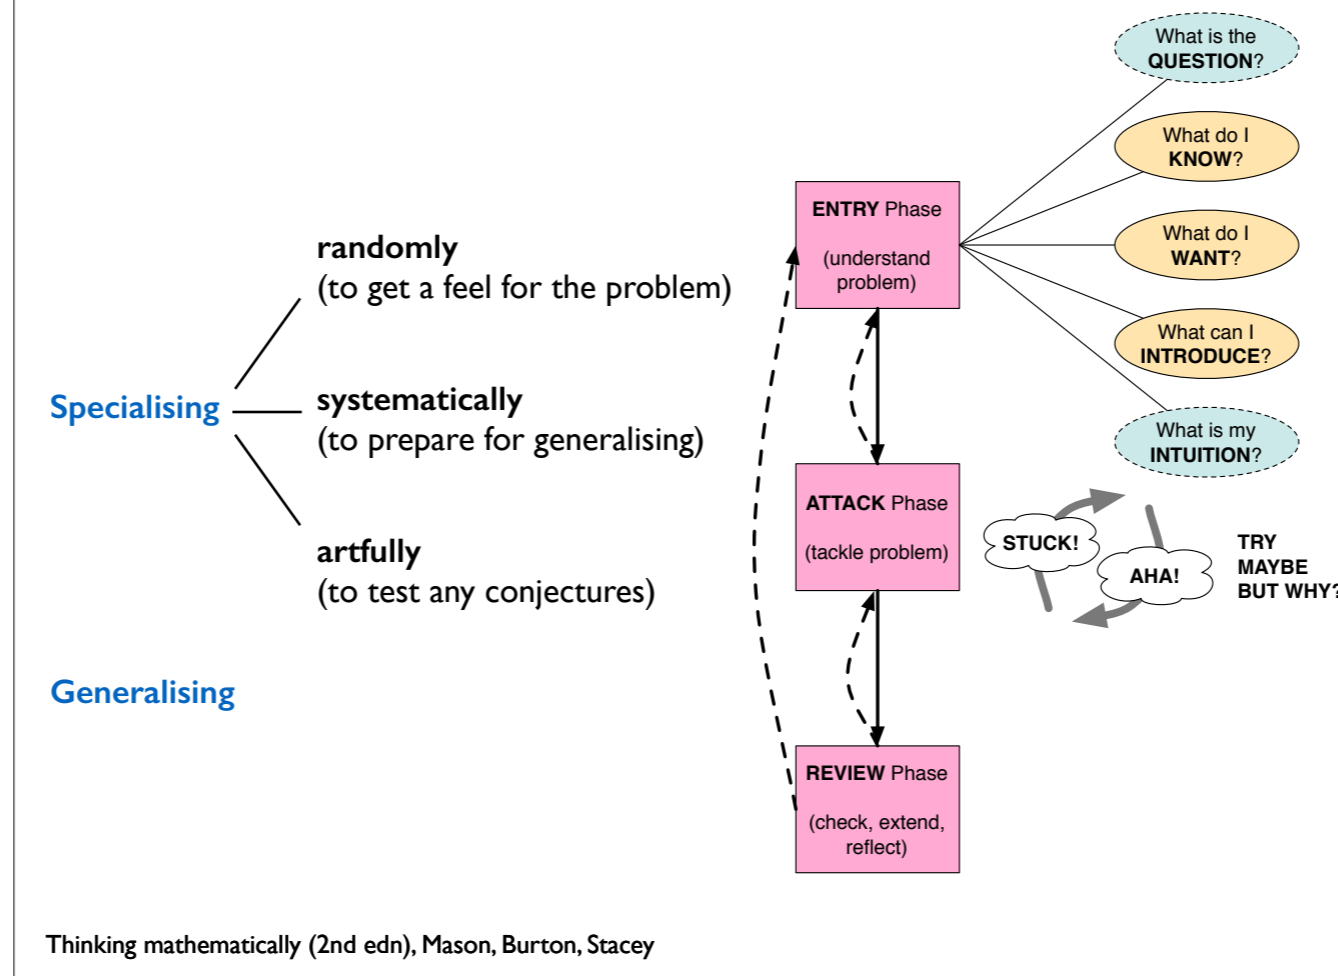 Specialising
randomly
(to get a feel for the problem)
systematically
(to prepare for generalising)
artfully
(to test any conjectures)
Generalising
ENTRY Phase
(understand
problem)
ATTACK Phase
(tackle problem)
REVIEW Phase
(check, extend,
reflect)
What is the
QUESTION?
What do I
KNOW?
What do I
WANT?
What can I
INTRODUCE?
What is my
INTUITION?
STUCK!
AHA!
TRY
MAYBE
BUT WHY?
Thinking mathematically (2nd edn), Mason, Burton, Stacey